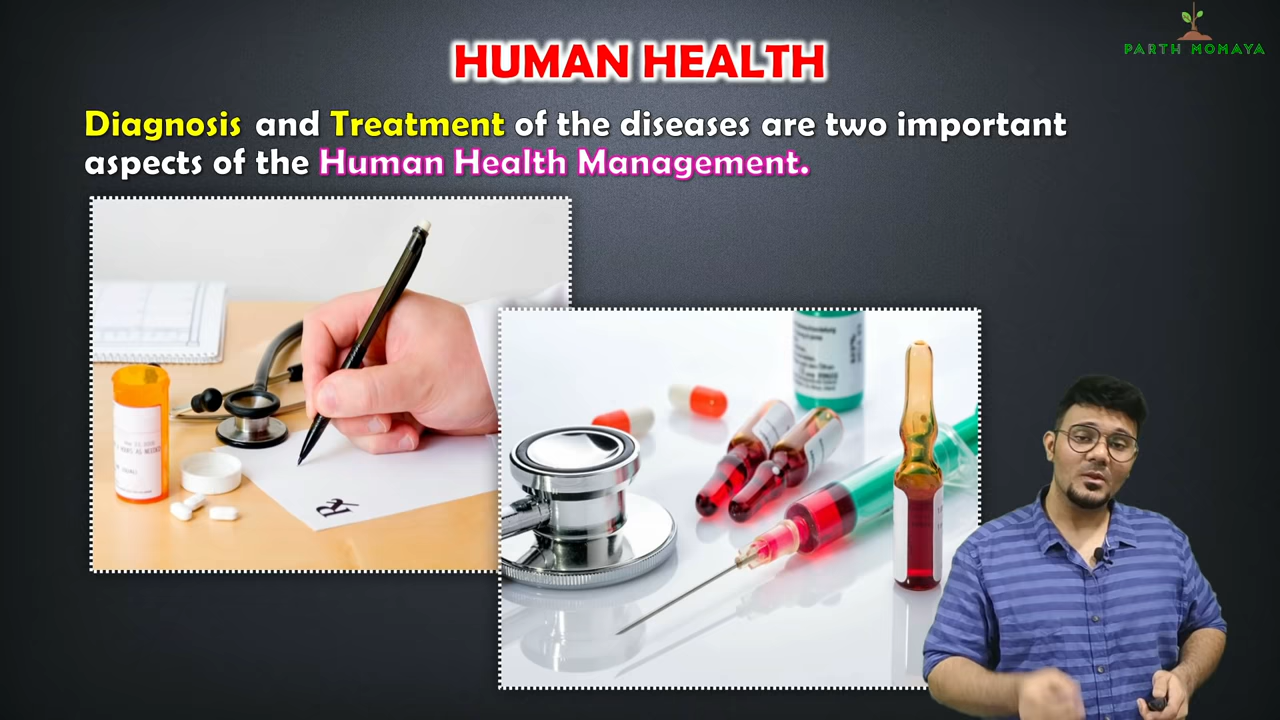 PARTH MOMAYA
HUMAN HEALTH
Diagnosis and Treatment of the diseases are two important
aspects of the Human Health Management.
Rx